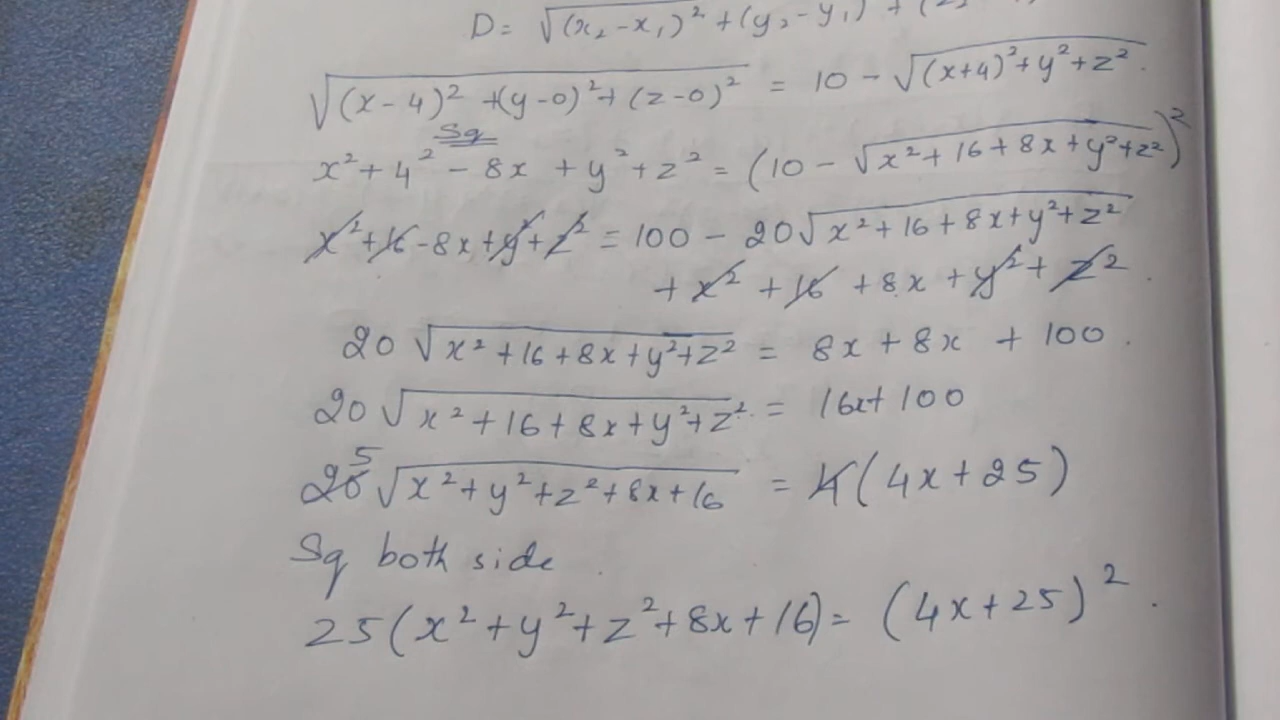 D = √(x₂-x₁)² + (y₂-y₁) + (
√(x-4)² + (y-0)² + (z-0)² = 10 - √(x+4)² + y² + z².
Sq
x² + 4² - 8x + y² + z² = (10 - √x² + 16 + 8x + y² + z²)²
x² + 16 - 8x + y² + z² = 100 - 20√x² + 16 + 8x + y² + z²
+ x² + 16 + 8x + y² + z².
20 √x² + 16 + 8x + y² + z² = 8x + 8x + 100.
20 √x² + 16 + 8x + y² + z². = 16x + 100
5
20 √x² + y² + z² + 8x + 16 = 4(4x + 25)
Sq both side.
25(x² + y² + z² + 8x + 16) = (4x + 25)².